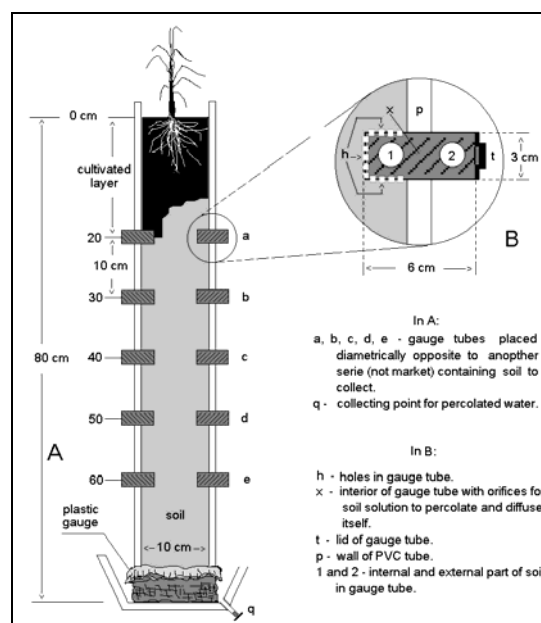 0 cm
cultivated
layer
20
10 cm
30
40
80 cm
50
60
A
plastic
gauge
soil
10 cm
a
b
c
d
e
q
x
p
h
1
2
t
3 cm
6 cm
B
In A:
a, b, c, d, e - gauge tubes placed
diametrically opposite to anopther
serie (not market) containing soil to
collect.
q - collecting point for percolated water.
In B:
h - holes in gauge tube.
x - interior of gauge tube with orifices fo
soil solution to percolate and diffuse
itself.
t - lid of gauge tube.
p - wall of PVC tube.
1 and 2 - internal and external part of soi
in gauge tube.